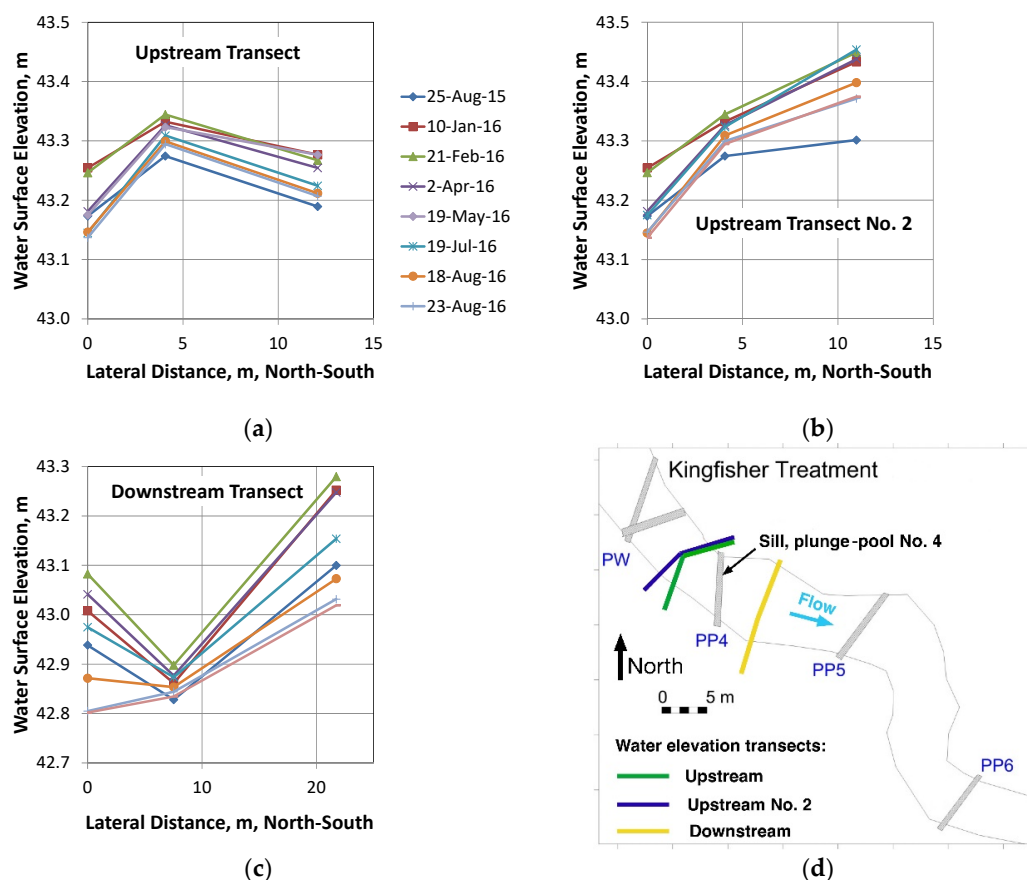 43.5
43.4
43.3
43.2
43.1
43.0
Water Surface Elevation, m
Upstream Transect
0
5
10
15
Lateral Distance, m, North-South
25-Aug-15
10-Jan-16
21-Feb-16
2-Apr-16
19-May-16
19-Jul-16
18-Aug-16
23-Aug-16
(a)
43.5
43.4
43.3
43.2
43.1
43.0
Water Surface Elevation, m
Upstream Transect No. 2
0
5
10
15
Lateral Distance, m, North-South
(b)
43.3
43.2
43.1
43.0
42.9
42.8
42.7
Water Surface Elevation, m
Downstream Transect
0
10
20
Lateral Distance, m, North-South
(c)
Kingfisher Treatment
Sill, plunge-pool No. 4
PW
Flow
PP4
PP5
North
0
5 m
PP6
Water elevation transects:
Upstream
Upstream No. 2
Downstream
(d)